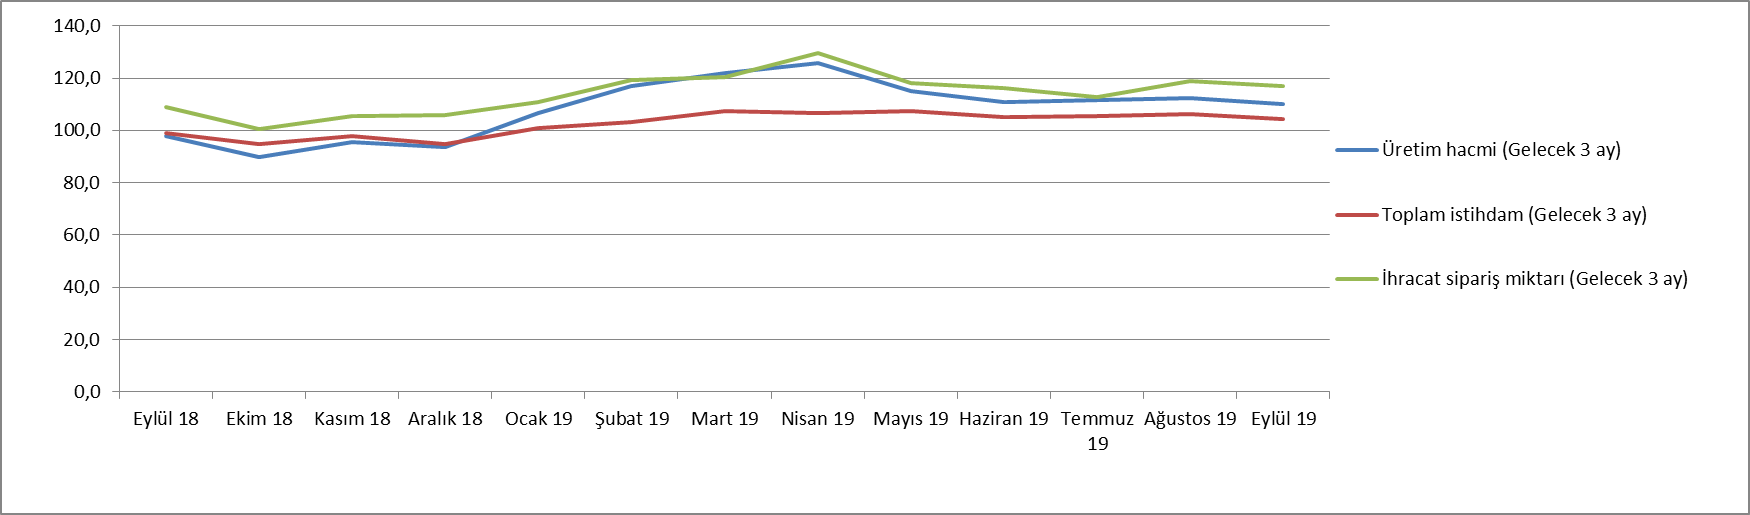 140,0
120,0
100,0
80,0
60,0
40,0
20,0
0,0
Eylül 18 Ekim 18 Kasım 18 Aralık 18 Ocak 19 Şubat 19 Mart 19 Nisan 19 Mayıs 19 Haziran 19 Temmuz Ağustos 19 Eylül 19
19
Üretim hacmi (Gelecek 3 ay)
Toplam istihdam (Gelecek 3 ay)
İhracat sipariş miktarı (Gelecek 3 ay)